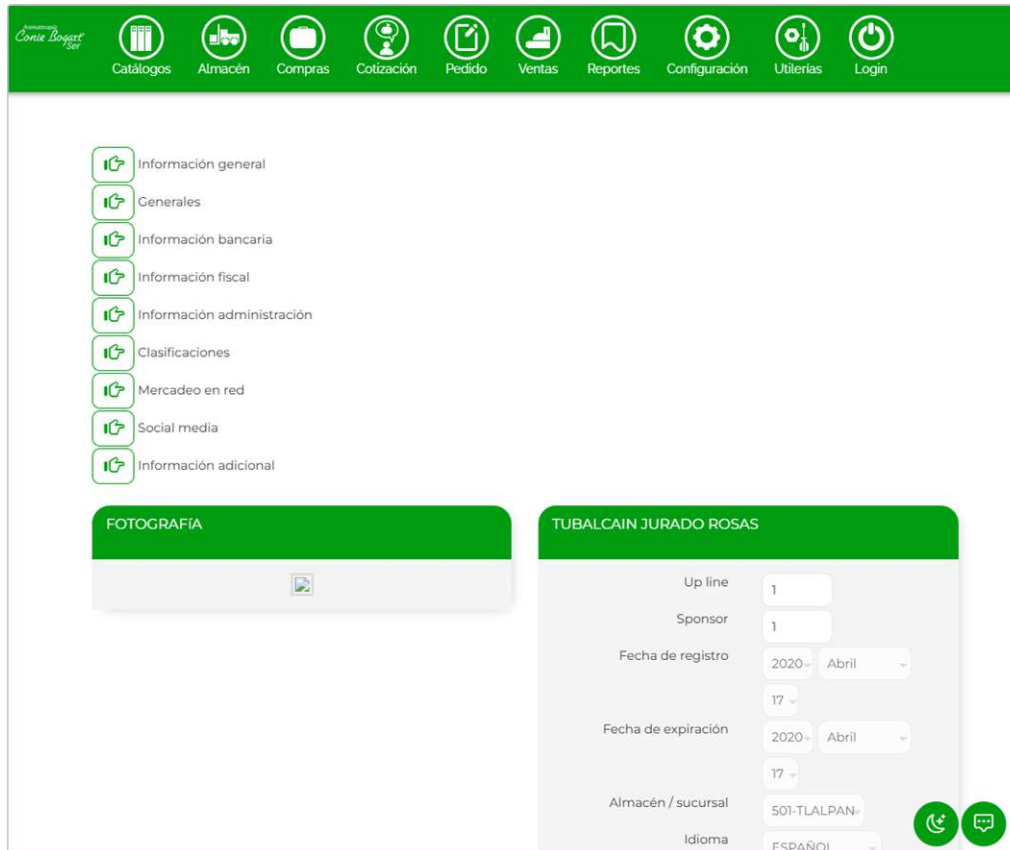 Aromaterapia
Conie Bogart
Ser
Catálogos
Almacén
Compras
Cotización
Pedido
Ventas
Reportes
Configuración
Utilerías
Login
Información general
Generales
Información bancaria
Información fiscal
Información administración
Clasificaciones
Mercadeo en red
Social media
Información adicional
FOTOGRAFíA
TUBALCAIN JURADO ROSAS
Up line 1
Sponsor 1
Fecha de registro 2020 Abril
17
Fecha de expiración 2020 Abril
17
Almacén / sucursal 501-TLALPAN
Idioma ESPAÑOL